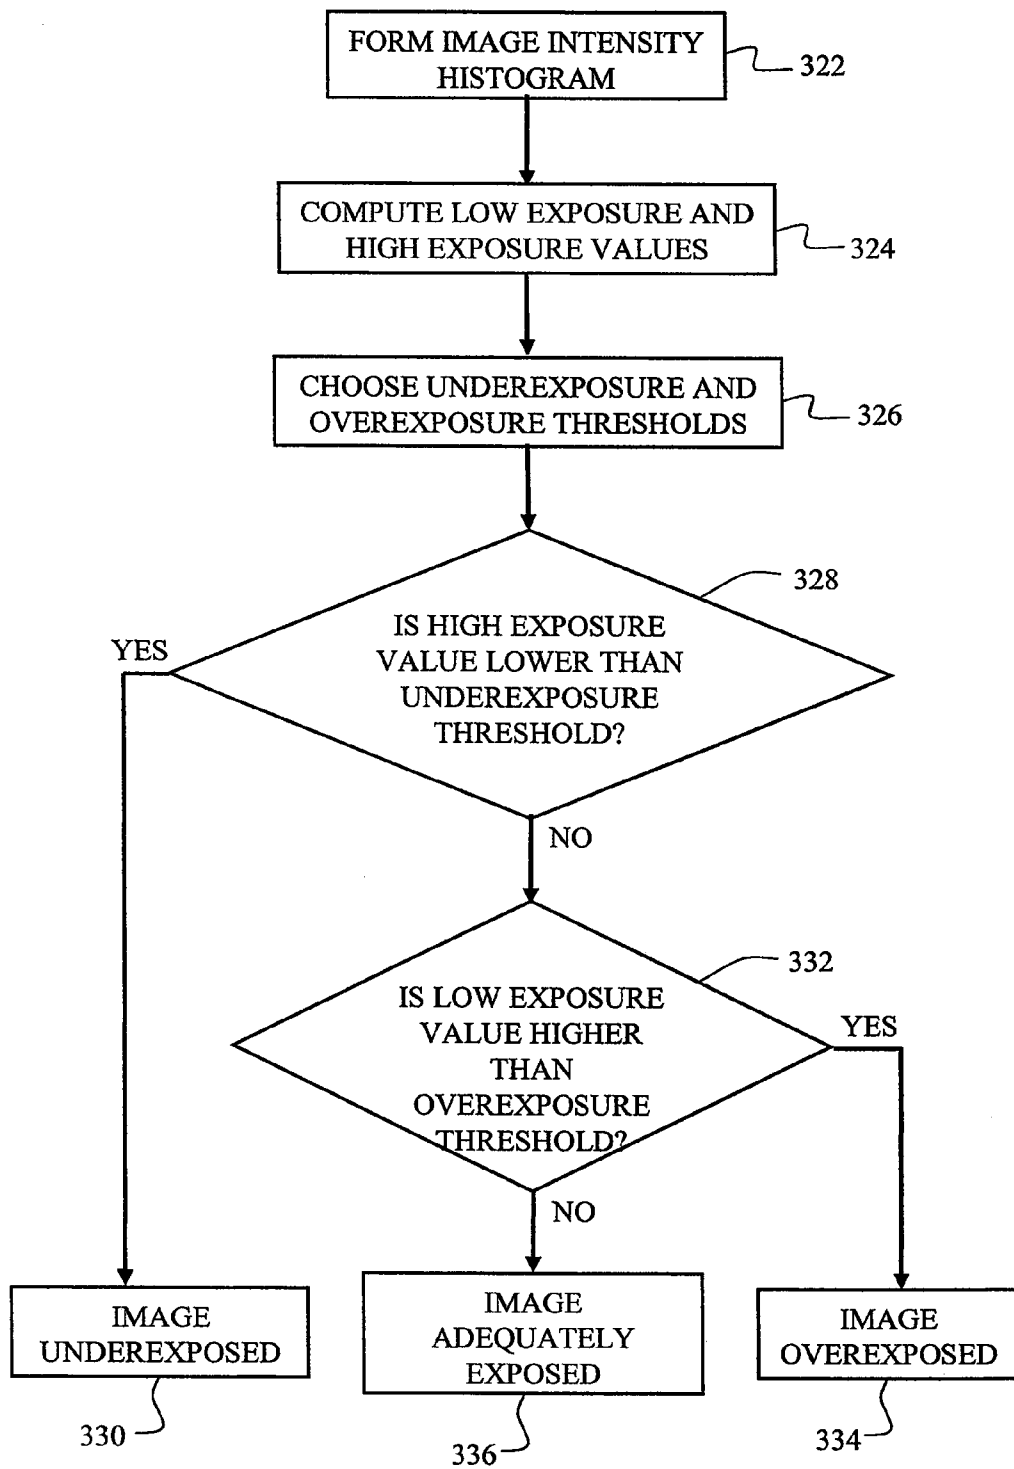 FORM IMAGE INTENSITY
HISTOGRAM
322
COMPUTE LOW EXPOSURE AND
HIGH EXPOSURE VALUES
324
CHOOSE UNDEREXPOSURE AND
OVEREXPOSURE THRESHOLDS
326
328
IS HIGH EXPOSURE
VALUE LOWER THAN
UNDEREXPOSURE
THRESHOLD?
YES
NO
332
IS LOW EXPOSURE
VALUE HIGHER
THAN
OVEREXPOSURE
THRESHOLD?
YES
NO
IMAGE
UNDEREXPOSED
330
IMAGE
ADEQUATELY
EXPOSED
336
IMAGE
OVEREXPOSED
334